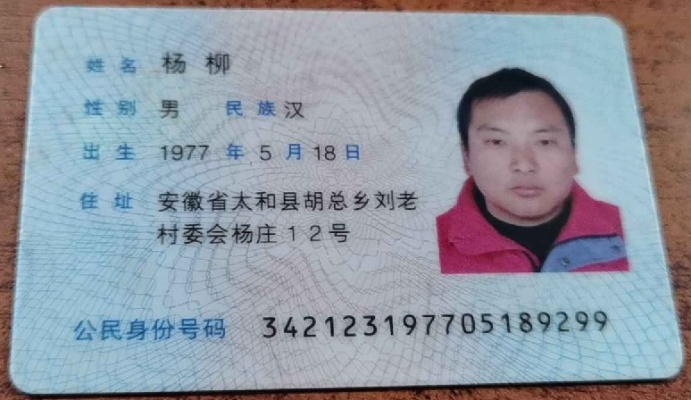 姓名 杨柳
性别 男 民族 汉
出生 1977 年 5 月 18 日
住址 安徽省太和县胡总乡刘老
村委会杨庄12号
公民身份号码 342123197705189299